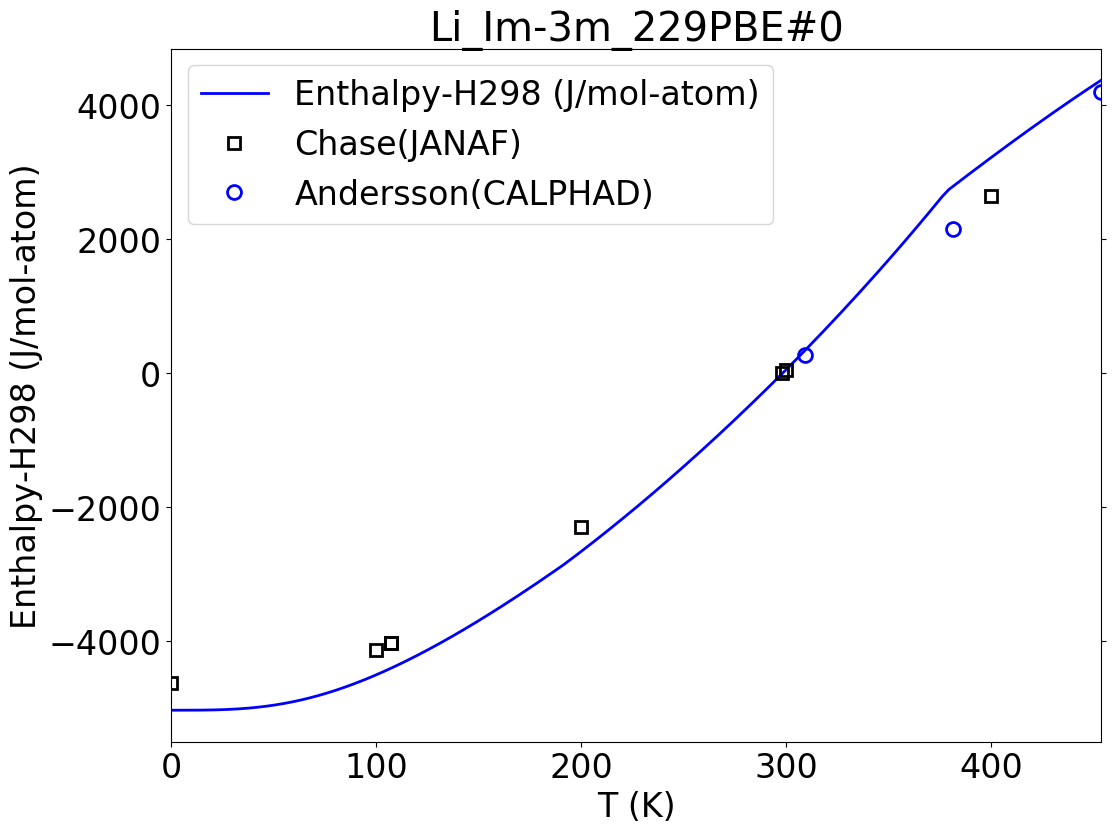 Li_Im-3m_229PBE#0
Enthalpy-H298 (J/mol-atom)
Chase(JANAF)
Andersson(CALPHAD)
Enthalpy-H298 (J/mol-atom)
4000
2000
0
−2000
−4000
0 100 200 300 400
T (K)